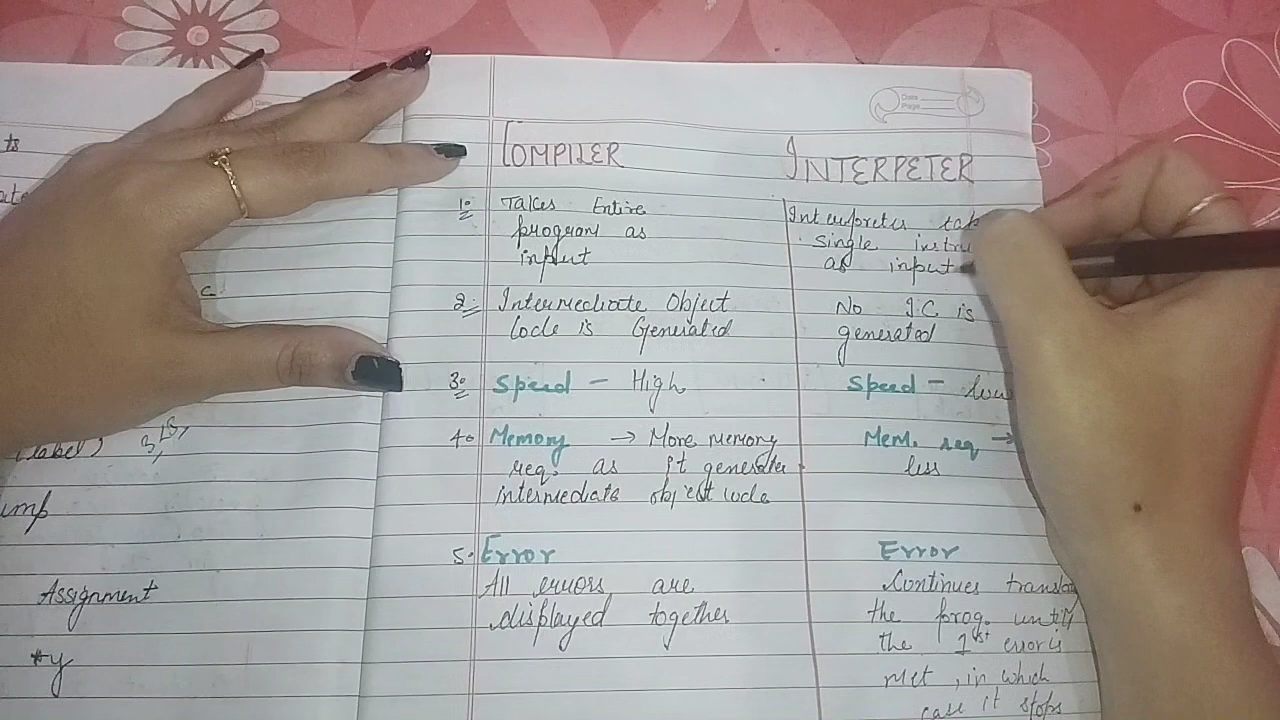 COMPILER INTERPETER
1. Takes Entire
program as
input
Interpreter
single
as input
2. Intermediate Object
Code is Generated
No I.C is
generated
3. Speed - High
Speed - low
4. Memory → More memory
req. as it generates
intermediate object code
Mem. req →
less
5. Error
All errors are
displayed together
Error
Continues
the prog. until
the 1st error is
met, in which
case it stops
(label)
Assignment
*y